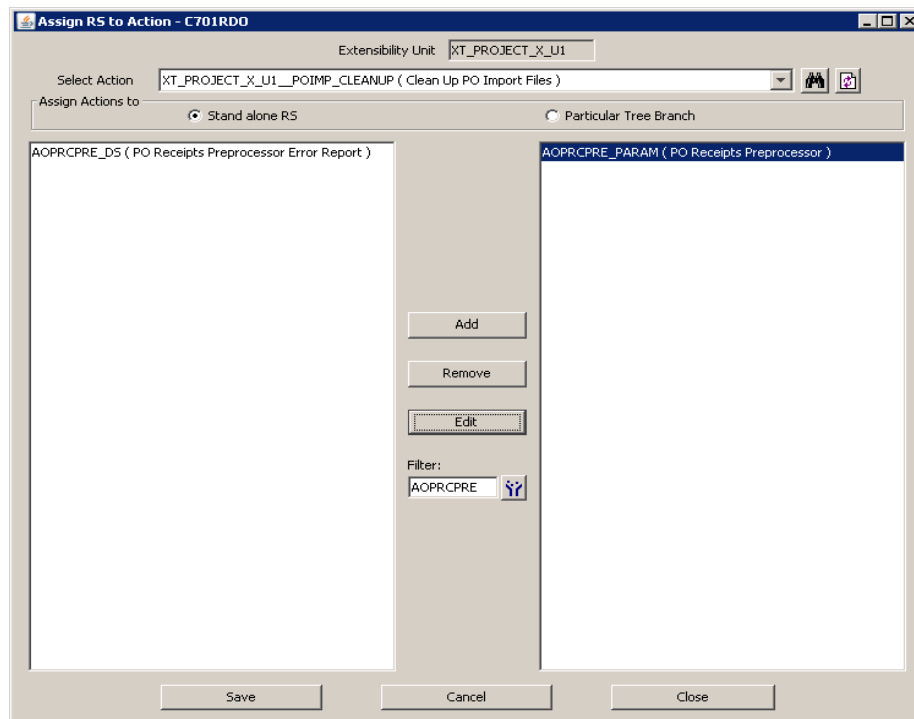 Assign RS to Action - C701RDO
Extensibility Unit XT_PROJECT_X_U1
Select Action XT_PROJECT_X_U1__POIMP_CLEANUP ( Clean Up PO Import Files )
Assign Actions to
Stand alone RS Particular Tree Branch
AOPRCPRE_DS ( PO Receipts Preprocessor Error Report ) AOPRCPRE_PARAM ( PO Receipts Preprocessor )
Add
Remove
Edit
Filter:
AOPRCPRE
Save Cancel Close